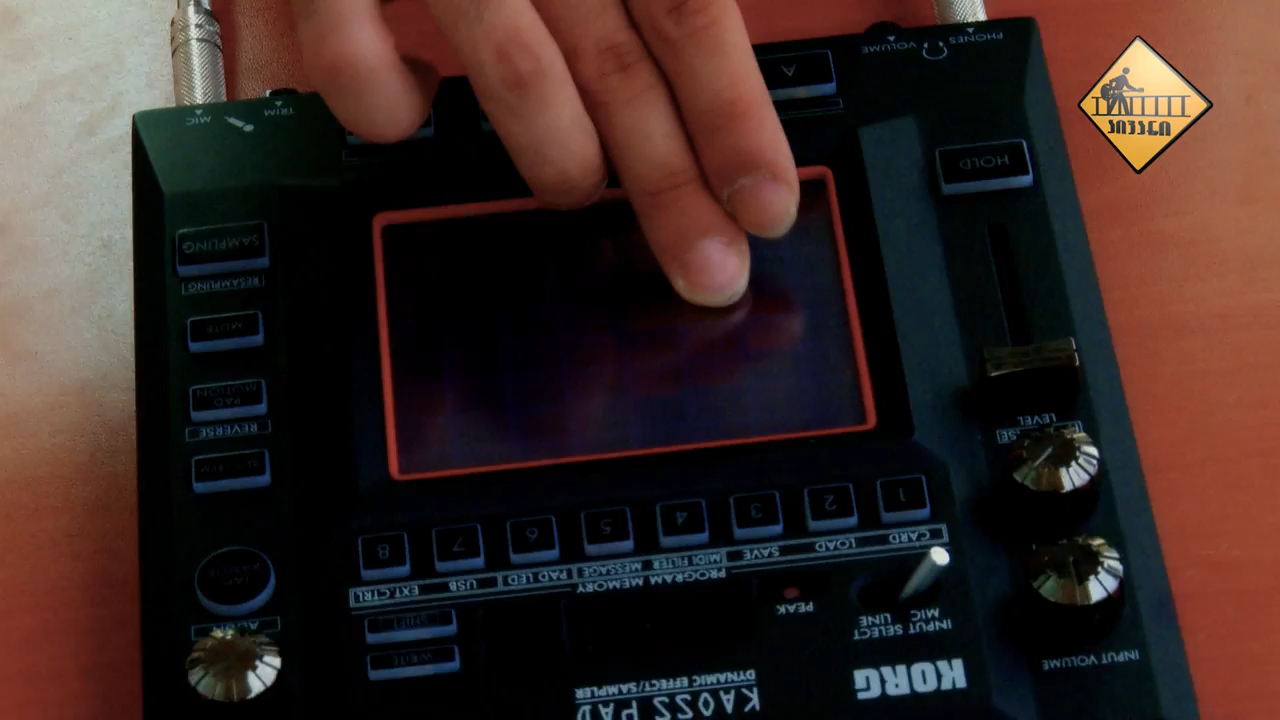 KORG
KAOSS PAD
DYNAMIC EFFECT/SAMPLER
INPUT VOLUME
INPUT SELECT
MIC LINE
PEAK
WRITE
SHIFT
PROGRAM MEMORY
CARD LOAD SAVE MIDI FILTER MESSAGE PAD LED USB EXT.CTRL
1 2 3 4 5 6 7 8
LEVEL
REVERSE
PAD MOTION
MUTE
RESAMPLING
SAMPLING
HOLD
A
PHONES
VOLUME
TRIM
MIC